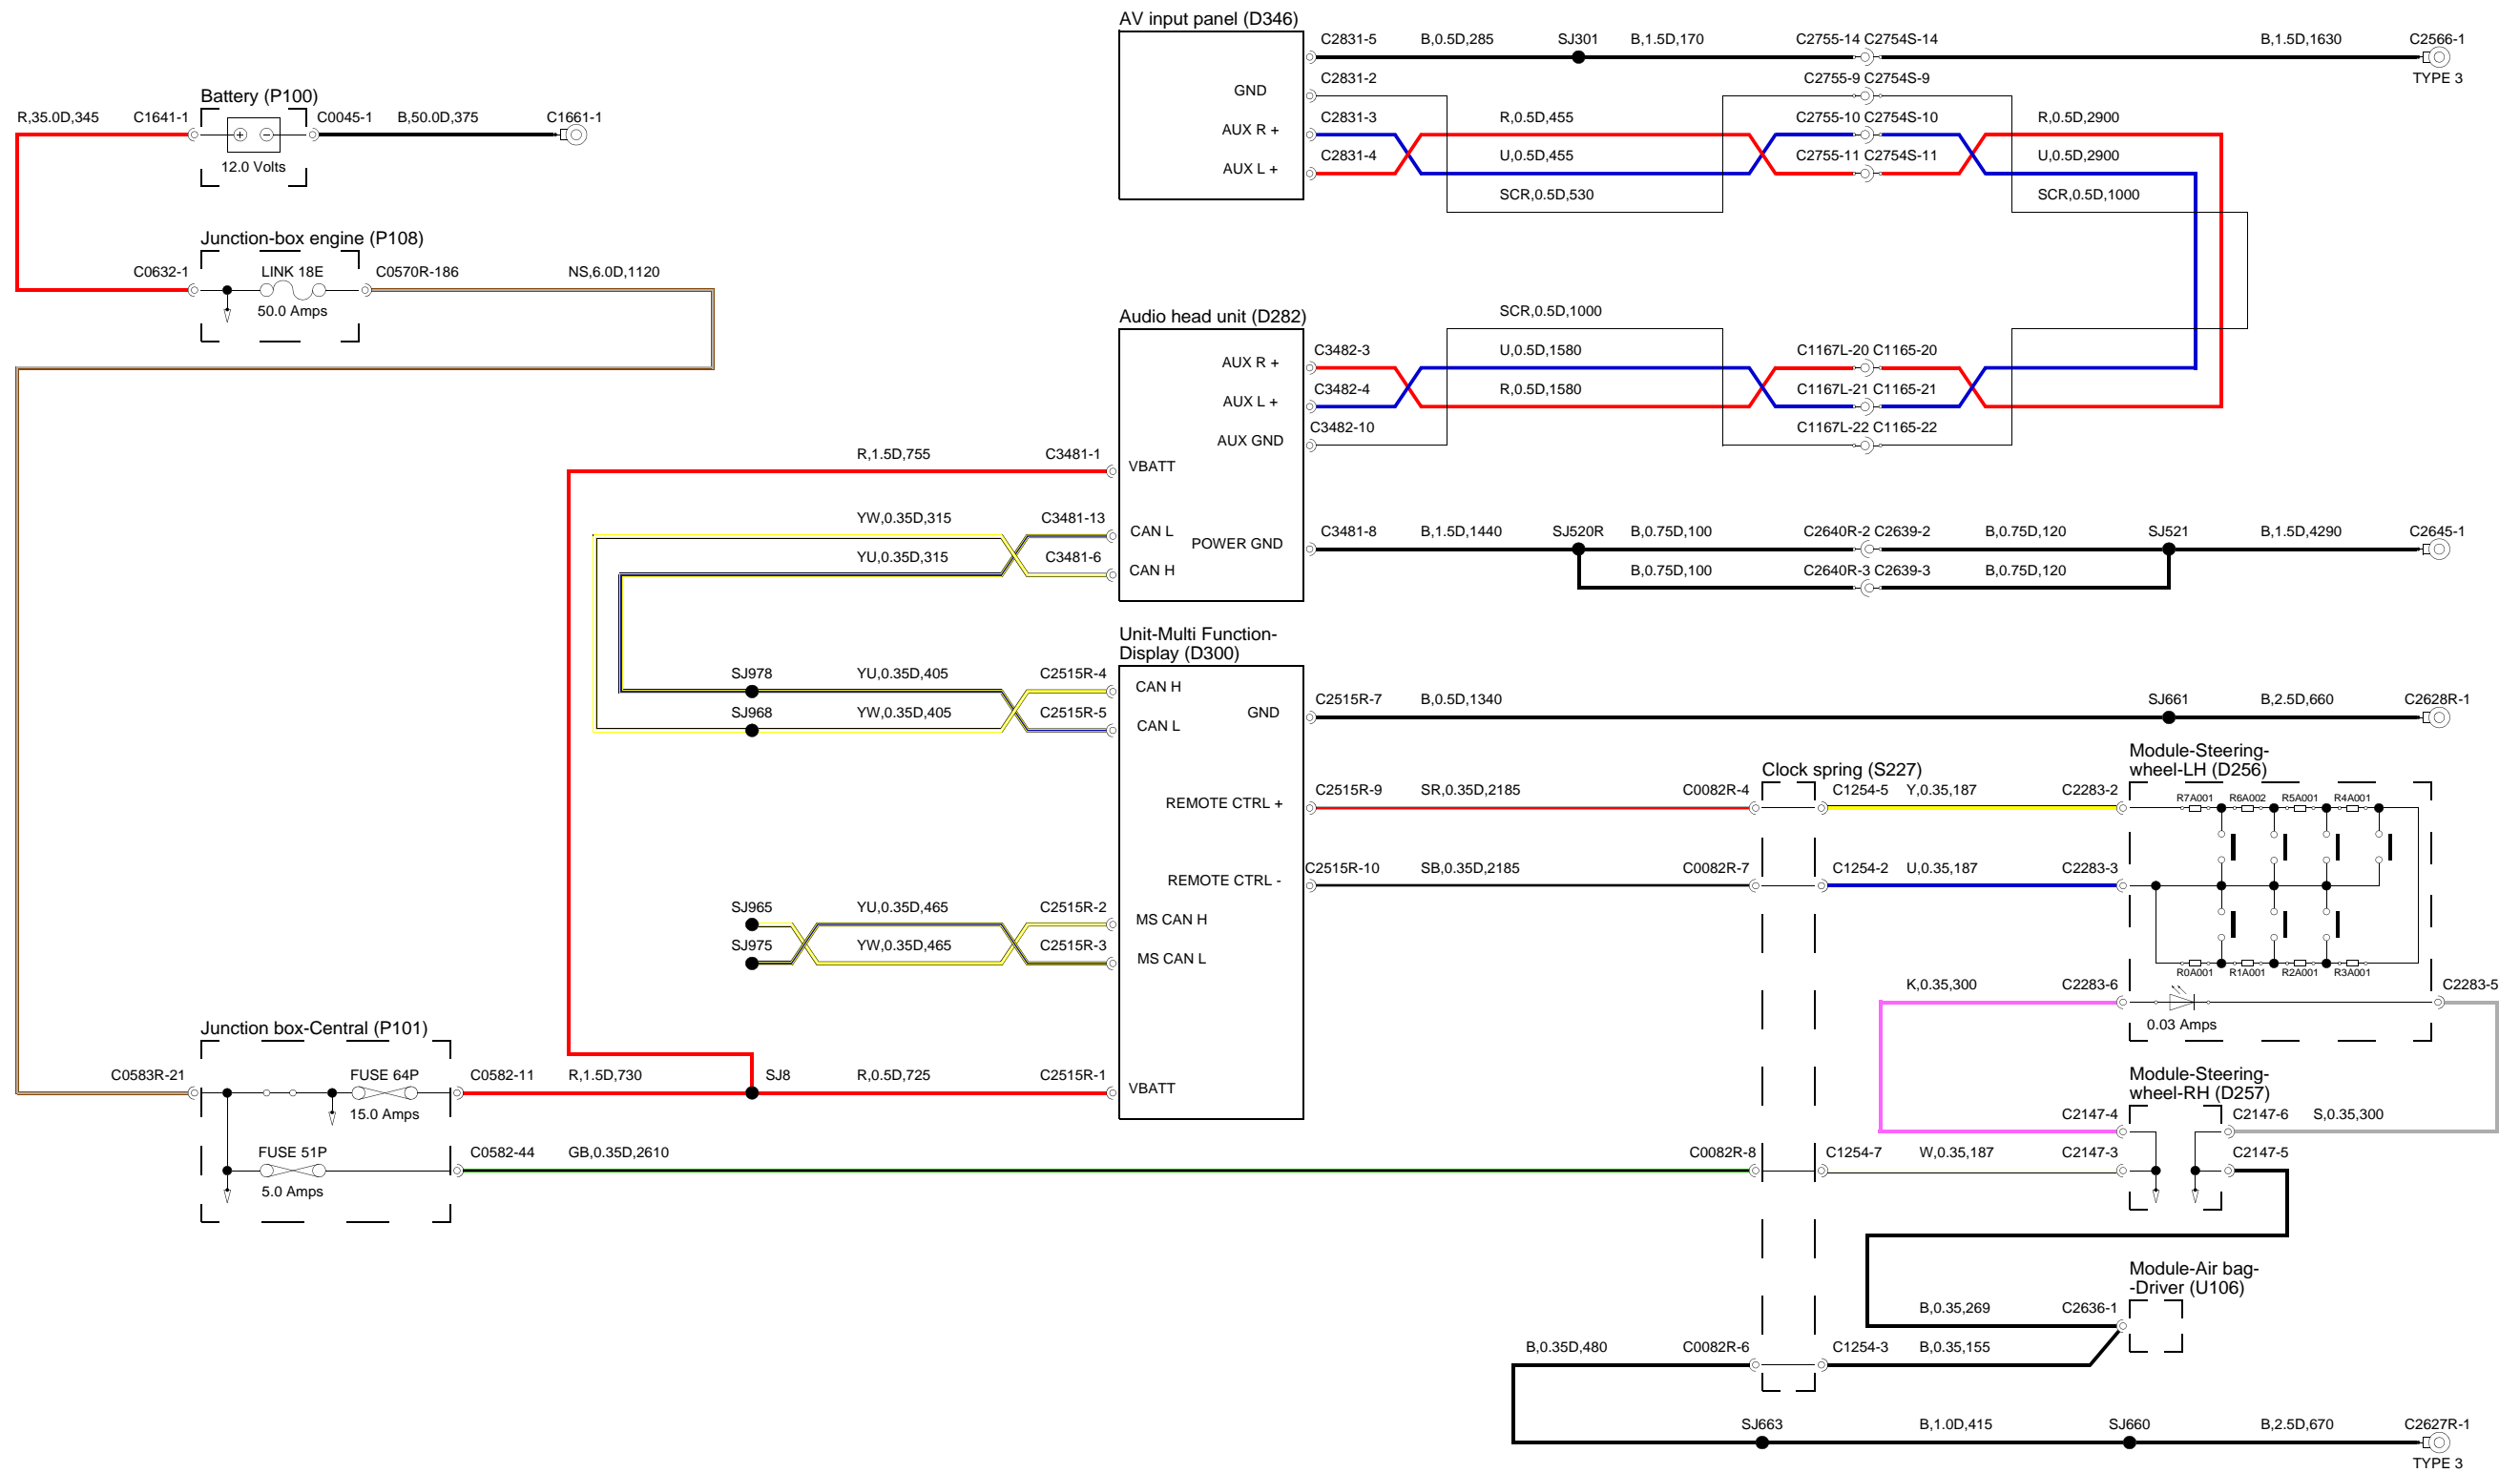 AV input panel (D346)
C2831-5 B,0.5D,285 SJ301 B,1.5D,170 C2755-14 C2754S-14 B,1.5D,1630 C2566-1
TYPE 3
C2831-2 C2755-9 C2754S-9
GND
Battery (P100)
R,35.0D,345 C1641-1 C0045-1 B,50.0D,375 C1661-1
12.0 Volts
C2831-3 R,0.5D,455 C2755-10 C2754S-10 R,0.5D,2900
AUX R +
C2831-4 U,0.5D,455 C2755-11 C2754S-11 U,0.5D,2900
AUX L +
SCR,0.5D,530 SCR,0.5D,1000
Junction-box engine (P108)
C0632-1 LINK 18E C0570R-186 NS,6.0D,1120
50.0 Amps
Audio head unit (D282)
SCR,0.5D,1000
AUX R +
C3482-3 U,0.5D,1580 C1167L-20 C1165-20
AUX L +
C3482-4 R,0.5D,1580 C1167L-21 C1165-21
AUX GND
C3482-10 C1167L-22 C1165-22
R,1.5D,755 C3481-1 VBATT
YW,0.35D,315 C3481-13 CAN L
YU,0.35D,315 C3481-6 CAN H
POWER GND C3481-8 B,1.5D,1440 SJ520R B,0.75D,100 C2640R-2 C2639-2 B,0.75D,120 SJ521 B,1.5D,4290 C2645-1
B,0.75D,100 C2640R-3 C2639-3 B,0.75D,120
Unit-Multi Function-
Display (D300)
SJ978 YU,0.35D,405 C2515R-4 CAN H
SJ968 YW,0.35D,405 C2515R-5 CAN L
GND C2515R-7 B,0.5D,1340 SJ661 B,2.5D,660 C2628R-1
Module-Steering-
wheel-LH (D256)
Clock spring (S227)
REMOTE CTRL + C2515R-9 SR,0.35D,2185 C0082R-4 C1254-5 Y,0.35,187 C2283-2
R7A001 R6A002 R5A001 R4A001
REMOTE CTRL - C2515R-10 SB,0.35D,2185 C0082R-7 C1254-2 U,0.35,187 C2283-3
SJ965 YU,0.35D,465 C2515R-2 MS CAN H
SJ975 YW,0.35D,465 C2515R-3 MS CAN L
R0A001 R1A001 R2A001 R3A001
K,0.35,300 C2283-6 C2283-5
0.03 Amps
Junction box-Central (P101)
C0583R-21 FUSE 64P C0582-11 R,1.5D,730 SJ8 R,0.5D,725 C2515R-1 VBATT
15.0 Amps
Module-Steering-
wheel-RH (D257)
C2147-4 C2147-6 S,0.35,300
FUSE 51P C0582-44 GB,0.35D,2610 C0082R-8 C1254-7 W,0.35,187 C2147-3 C2147-5
5.0 Amps
Module-Air bag-
-Driver (U106)
B,0.35,269 C2636-1
B,0.35D,480 C0082R-6 C1254-3 B,0.35,155
SJ663 B,1.0D,415 SJ660 B,2.5D,670 C2627R-1
TYPE 3